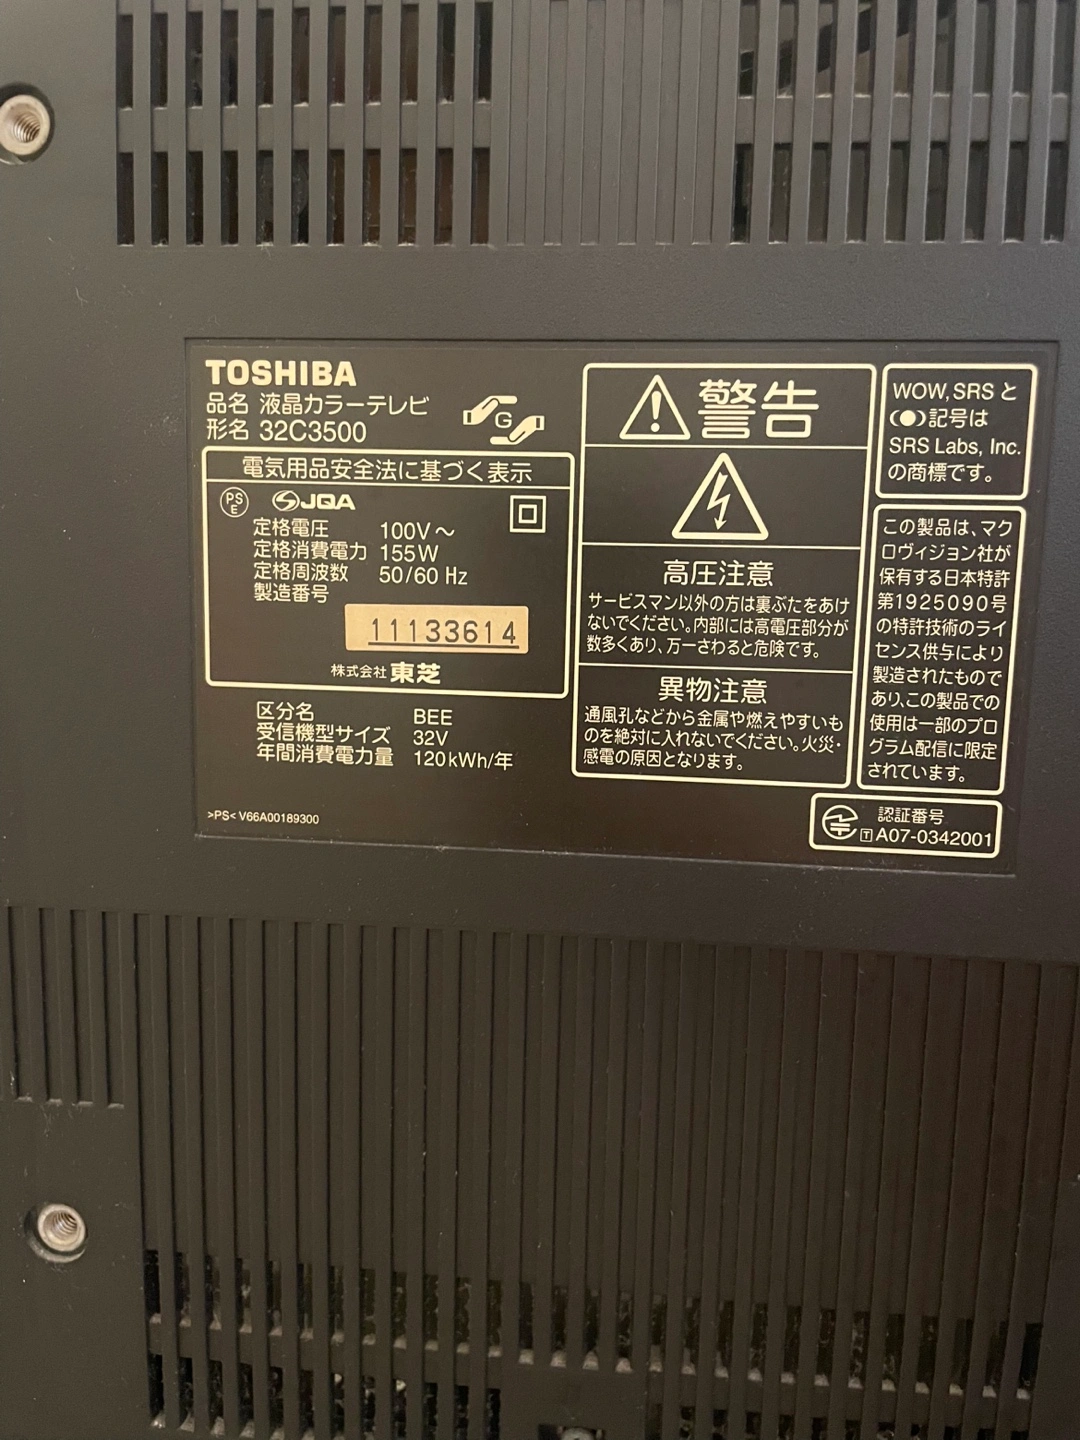 TOSHIBA
品名 液晶カラーテレビ
形名 32C3500
G
電気用品安全法に基づく表示
PS
E
JQA
定格電圧 100V～
定格消費電力 155W
定格周波数 50/60 Hz
製造番号
11133614
株式会社 東芝
区分名 BEE
受信機型サイズ 32V
年間消費電力量 120kWh/年
>PS< V66A00189300
警告
高圧注意
サービスマン以外の方は裏ぶたをあけ
ないでください。内部には高電圧部分が
数多くあり、万一さわると危険です。
異物注意
通風孔などから金属や燃えやすいも
のを絶対に入れないでください。火災・
感電の原因となります。
WOW, SRS と
(●)記号は
SRS Labs, Inc.
の商標です。
この製品は、マク
ロヴィジョン社が
保有する日本特許
第1925090号
の特許技術のライ
センス供与により
製造されたもので
あり、この製品での
使用は一部のプロ
グラム配信に限定
されています。
認証番号
T A07-0342001